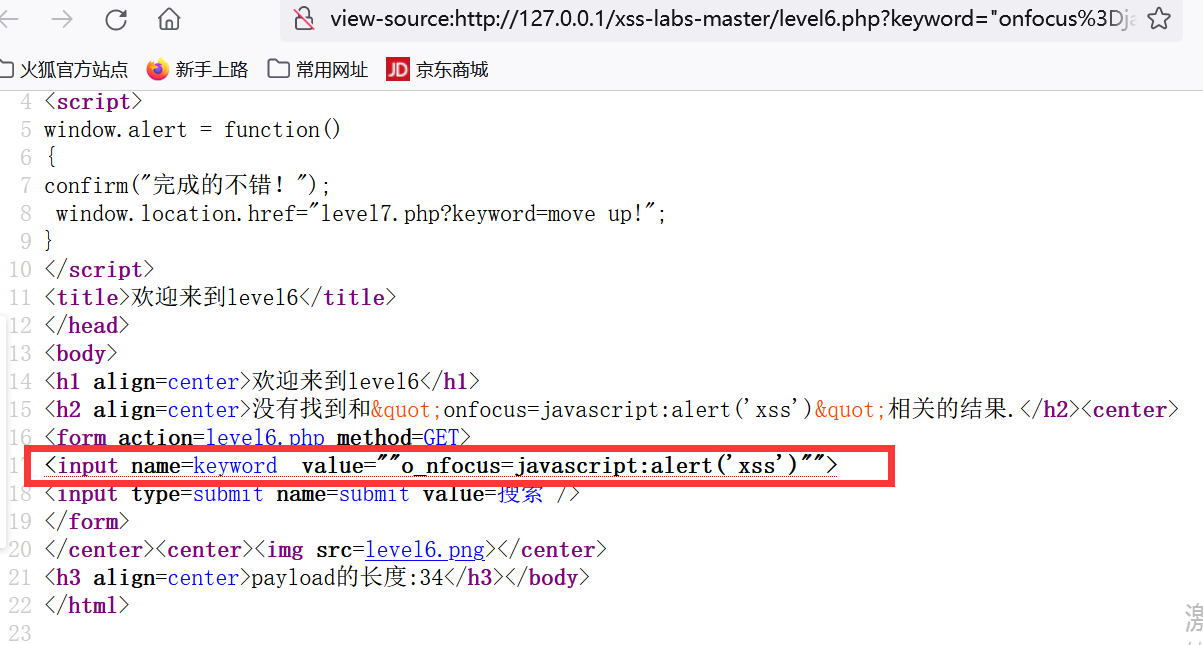 view-source:http://127.0.0.1/xss-labs-master/level6.php?keyword="onfocus%3Dja
火狐官方站点 新手上路 常用网址 JD 京东商城
4 <script>
5 window.alert = function()
6 {
7 confirm("完成的不错！");
8 window.location.href="level7.php?keyword=move up!";
9 }
10 </script>
11 <title>欢迎来到level6</title>
12 </head>
13 <body>
14 <h1 align=center>欢迎来到level6</h1>
15 <h2 align=center>没有找到和&quot;onfocus=javascript:alert('xss')&quot;相关的结果.</h2><center>
16 <form action=level6.php method=GET>
1 <input name=keyword  value=""o_nfocus=javascript:alert('xss')"">
18 <input type=submit name=submit value=搜索 />
19 </form>
20 </center><center><img src=level6.png></center>
21 <h3 align=center>payload的长度:34</h3></body>
22 </html>
23